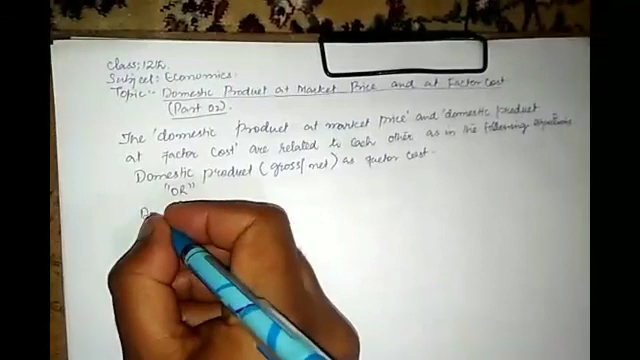 Class: 12th
Subject: Economics.
Topic:- Domestic Product at Market Price and at Factor Cost
(Part 02).
The 'domestic product at market price' and 'domestic product
at factor cost' are related to each other as in the following equations
Domestic product (gross/net) as factor cost.
"OR"
Do